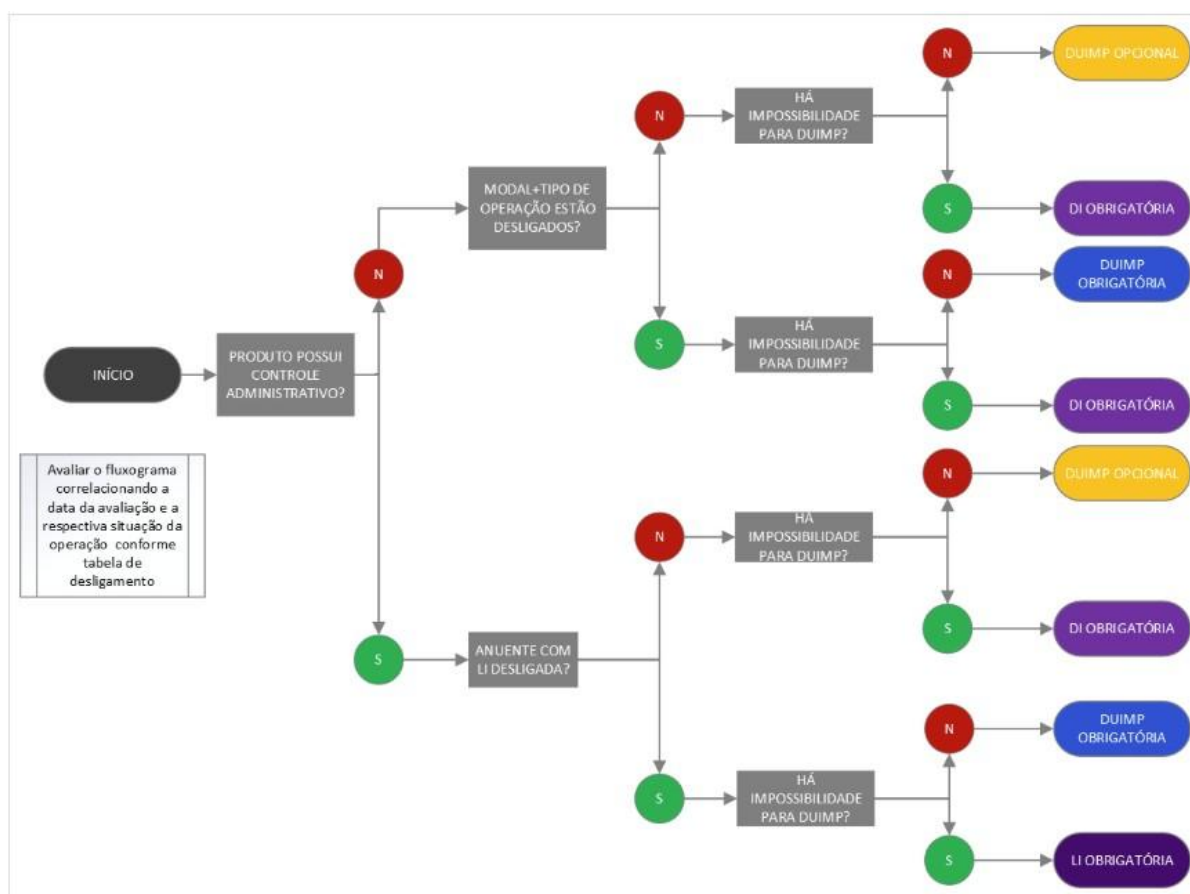 N
DUIMP OPCIONAL
N
HÁ
IMPOSSIBILIDADE
PARA DUIMP?
MODAL+TIPO DE
OPERAÇÃO ESTÃO
DESLIGADOS?
S
DI OBRIGATÓRIA
N
N
DUIMP
OBRIGATÓRIA
S
HÁ
IMPOSSIBILIDADE
PARA DUIMP?
INÍCIO
PRODUTO POSSUI
CONTROLE
ADMINISTRATIVO?
S
DI OBRIGATÓRIA
Avaliar o fluxograma
correlacionando a
data da avaliação e a
respectiva situação da
operação conforme
tabela de
desligamento
N
DUIMP OPCIONAL
N
HÁ
IMPOSSIBILIDADE
PARA DUIMP?
S
DI OBRIGATÓRIA
S
ANUENTE COM
LI DESLIGADA?
N
DUIMP
OBRIGATÓRIA
S
HÁ
IMPOSSIBILIDADE
PARA DUIMP?
S
LI OBRIGATÓRIA